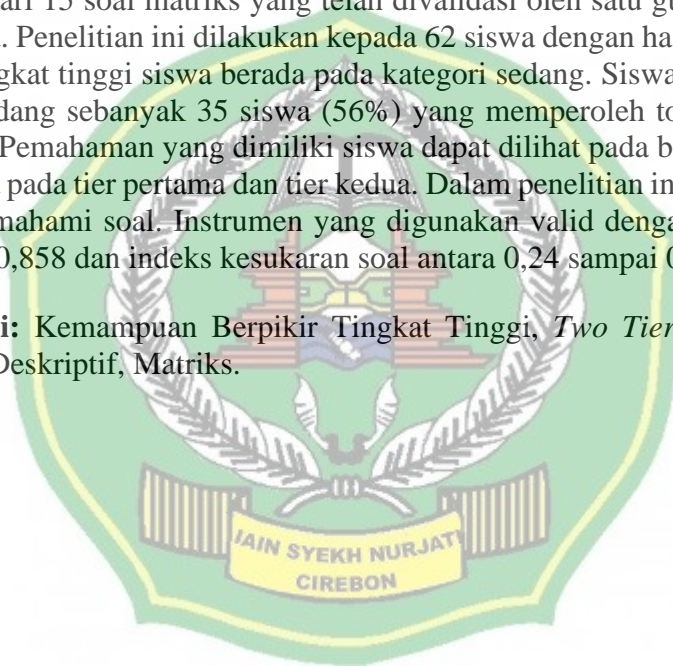 ari 15 soal matriks yang telah divalidasi oleh satu gu
. Penelitian ini dilakukan kepada 62 siswa dengan ha
gkat tinggi siswa berada pada kategori sedang. Siswa
dang sebanyak 35 siswa (56%) yang memperoleh to
Pemahaman yang dimiliki siswa dapat dilihat pada b
pada tier pertama dan tier kedua. Dalam penelitian in
mahami soal. Instrumen yang digunakan valid denga
0,858 dan indeks kesukaran soal antara 0,24 sampai 0
i: Kemampuan Berpikir Tingkat Tinggi, Two Tier
Deskriptif, Matriks.
IAIN SYEKH NURJATI
CIREBON